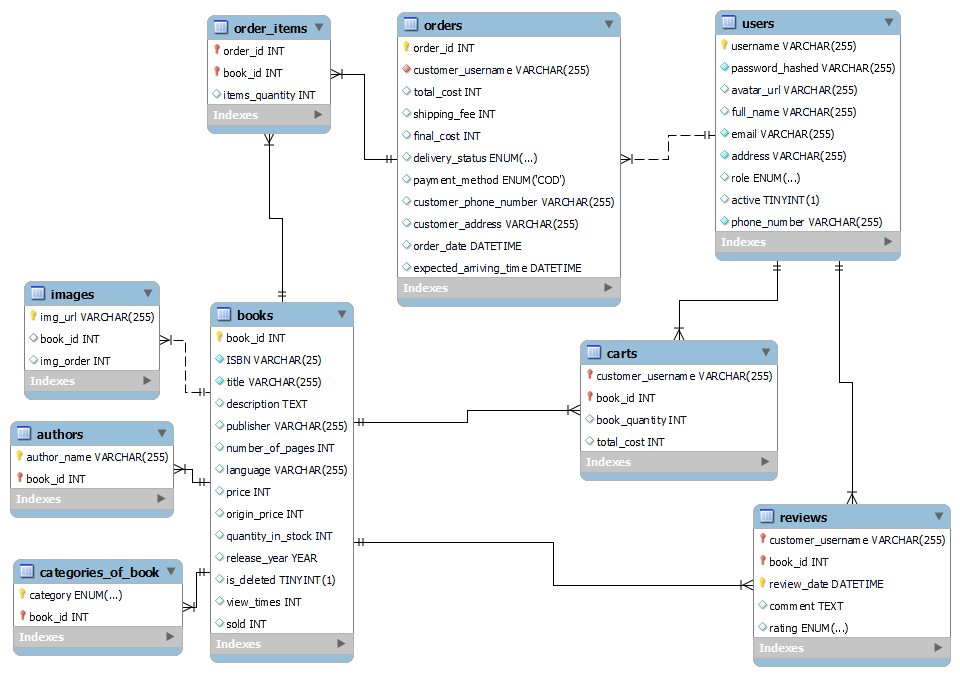 order_items
order_id INT
book_id INT
items_quantity INT
Indexes
orders
order_id INT
customer_username VARCHAR(255)
total_cost INT
shipping_fee INT
final_cost INT
delivery_status ENUM(...)
payment_method ENUM('COD')
customer_phone_number VARCHAR(255)
customer_address VARCHAR(255)
order_date DATETIME
expected_arriving_time DATETIME
Indexes
users
username VARCHAR(255)
password_hashed VARCHAR(255)
avatar_url VARCHAR(255)
full_name VARCHAR(255)
email VARCHAR(255)
address VARCHAR(255)
role ENUM(...)
active TINYINT(1)
phone_number VARCHAR(255)
Indexes
images
img_url VARCHAR(255)
book_id INT
img_order INT
Indexes
books
book_id INT
ISBN VARCHAR(25)
title VARCHAR(255)
description TEXT
publisher VARCHAR(255)
number_of_pages INT
language VARCHAR(255)
price INT
origin_price INT
quantity_in_stock INT
release_year YEAR
is_deleted TINYINT(1)
view_times INT
sold INT
Indexes
carts
customer_username VARCHAR(255)
book_id INT
book_quantity INT
total_cost INT
Indexes
authors
author_name VARCHAR(255)
book_id INT
Indexes
categories_of_book
category ENUM(...)
book_id INT
Indexes
reviews
customer_username VARCHAR(255)
book_id INT
review_date DATETIME
comment TEXT
rating ENUM(...)
Indexes